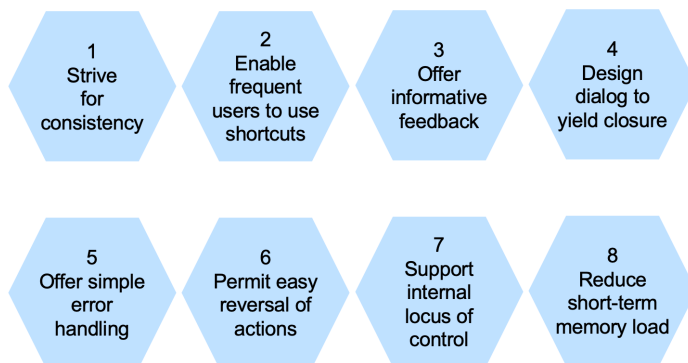 1
Strive
for
consistency
2
Enable
frequent
users to use
shortcuts
3
Offer
informative
feedback
4
Design
dialog to
yield closure
5
Offer simple
error
handling
6
Permit easy
reversal of
actions
7
Support
internal
locus of
control
8
Reduce
short-term
memory load